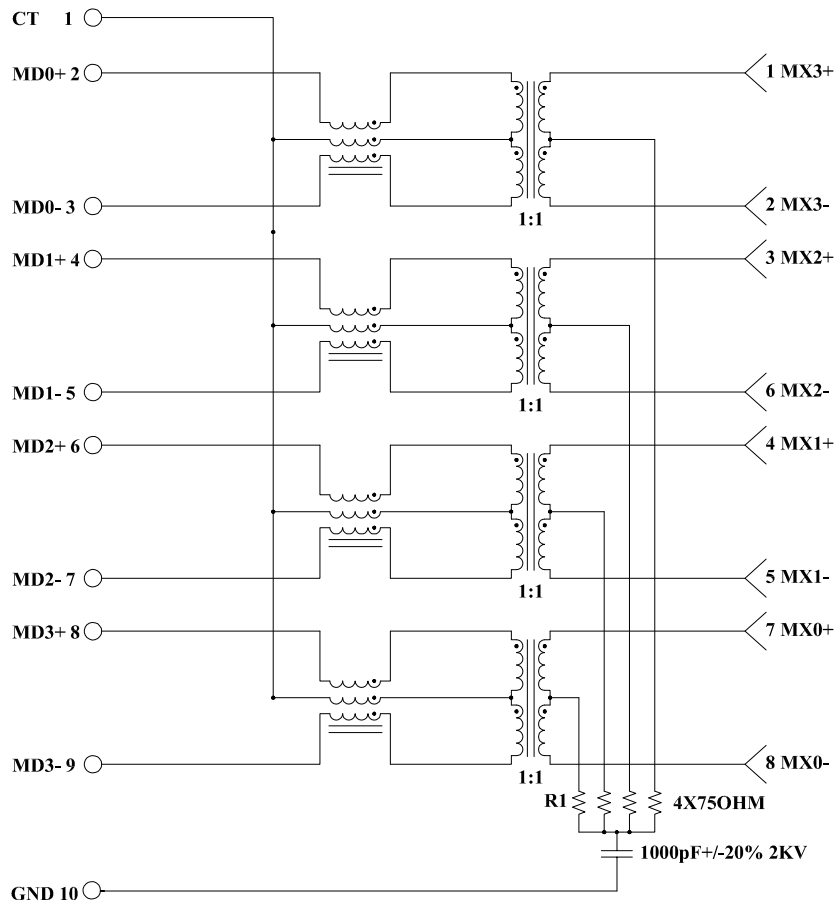 CT 1
MD0+ 2
1 MX3+
MD0- 3
2 MX3-
1:1
MD1+ 4
3 MX2+
MD1- 5
6 MX2-
1:1
MD2+ 6
4 MX1+
MD2- 7
5 MX1-
1:1
MD3+ 8
7 MX0+
MD3- 9
8 MX0-
1:1
R1
4X75OHM
1000pF+/-20% 2KV
GND 10